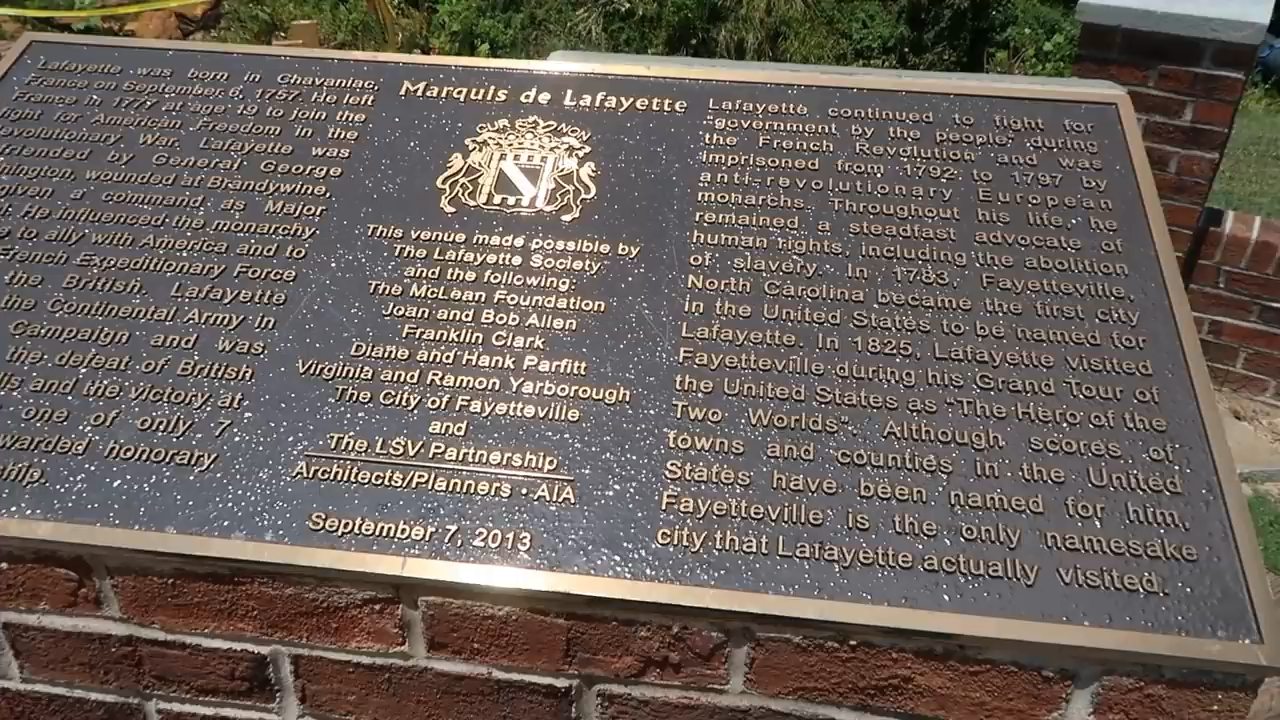 Lafayette was born in Chavaniac,
France on September 6, 1757. He left
France in 1777 at age 19 to join the
for American Freedom in the
War. Lafayette was
by General George
wounded at Brandywine,
given a command as Major
He influenced the monarchy
to ally with America and to
French Expeditionary Force
the British. Lafayette
the Continental Army in
Campaign and was
the defeat of British
and the victory at
one of only 7
honorary
Marquis de Lafayette
CUR NON
This venue made possible by
The Lafayette Society
and the following:
The McLean Foundation
Joan and Bob Allen
Franklin Clark
Diane and Hank Parfitt
Virginia and Ramon Yarborough
The City of Fayetteville
and
The LSV Partnership
Architects/Planners · AIA
September 7, 2013
Lafayette continued to fight for
"government by the people" during
the French Revolution and was
imprisoned from 1792 to 1797 by
anti-revolutionary European
monarchs. Throughout his life, he
remained a steadfast advocate of
human rights, including the abolition
of slavery. In 1783, Fayetteville,
North Carolina became the first city
in the United States to be named for
Lafayette. In 1825, Lafayette visited
Fayetteville during his Grand Tour of
the United States as "The Hero of the
Two Worlds". Although scores of
towns and counties in the United
States have been named for him,
Fayetteville is the only namesake
city that Lafayette actually visited.